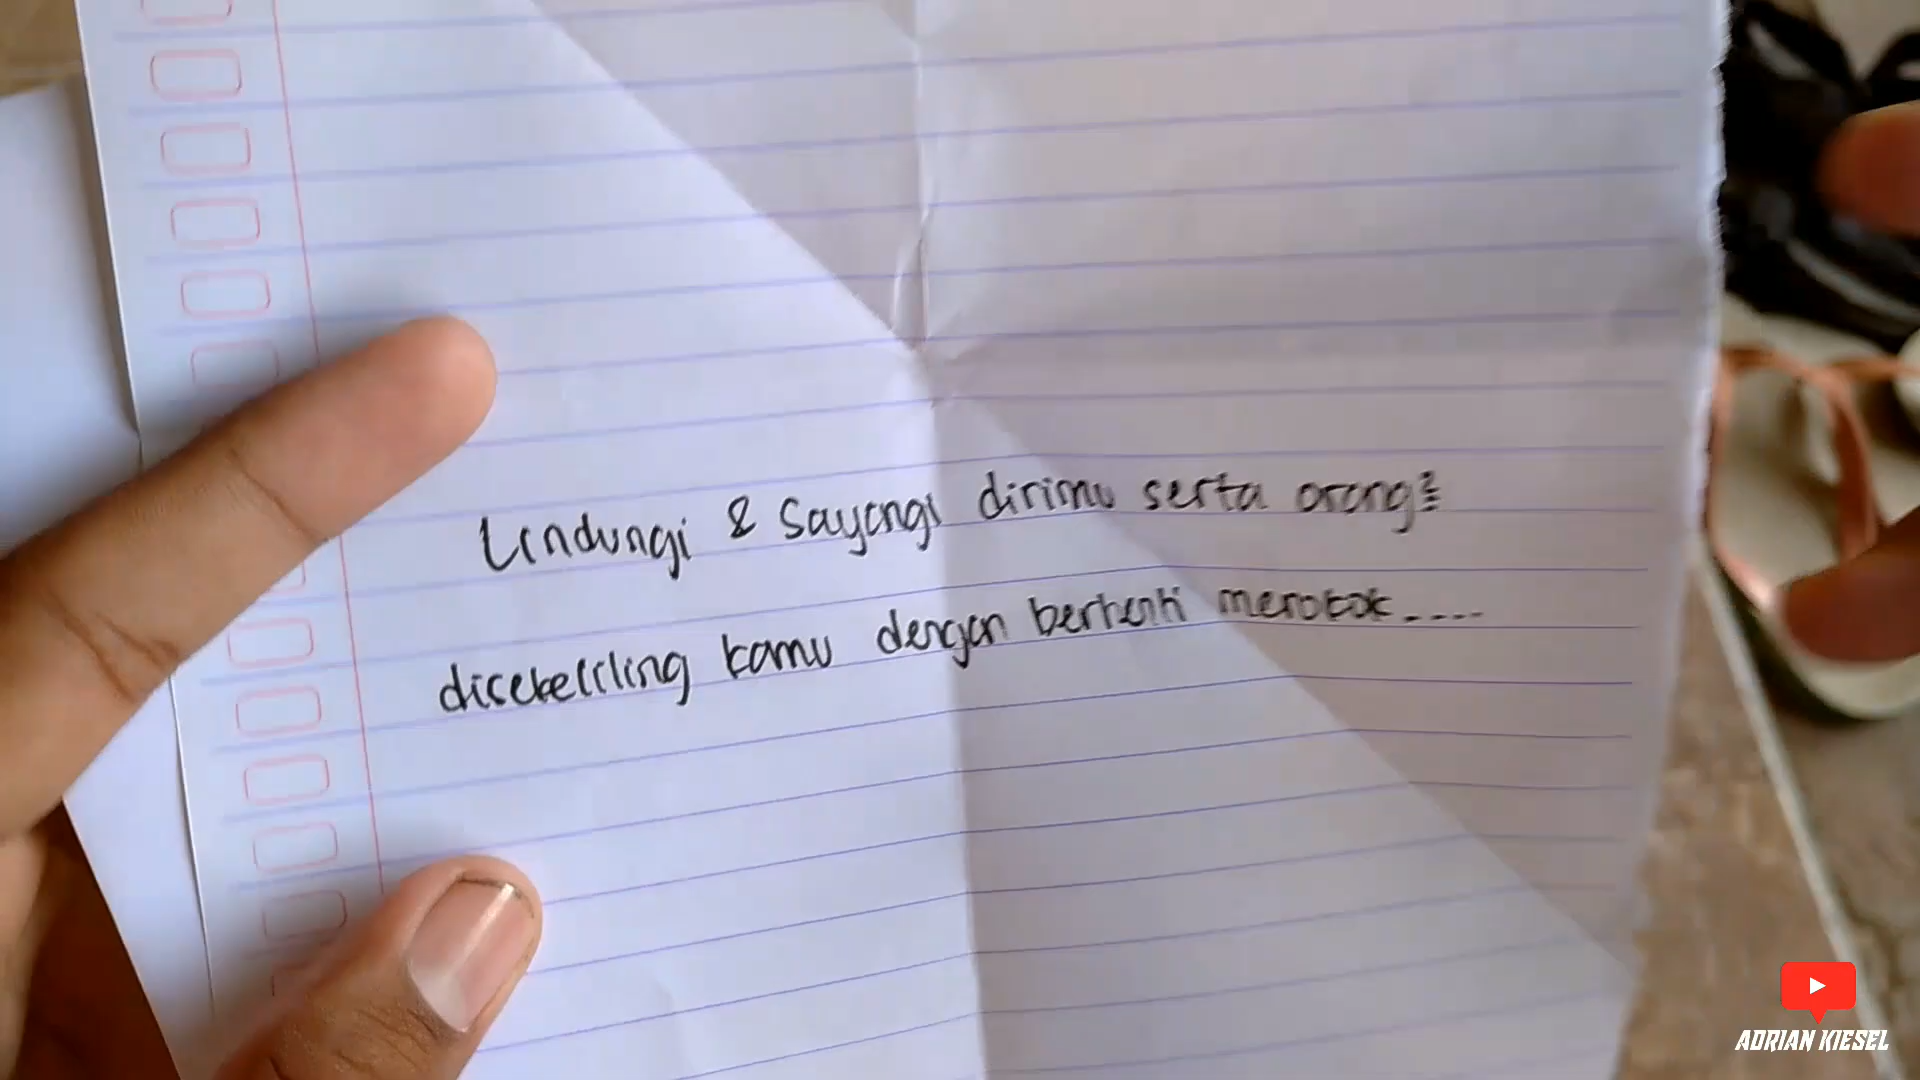 Lindungi & Sayangi dirimu serta orang²
disekeliling kamu dengan berhenti merokok.....
ADRIAN KIESEL